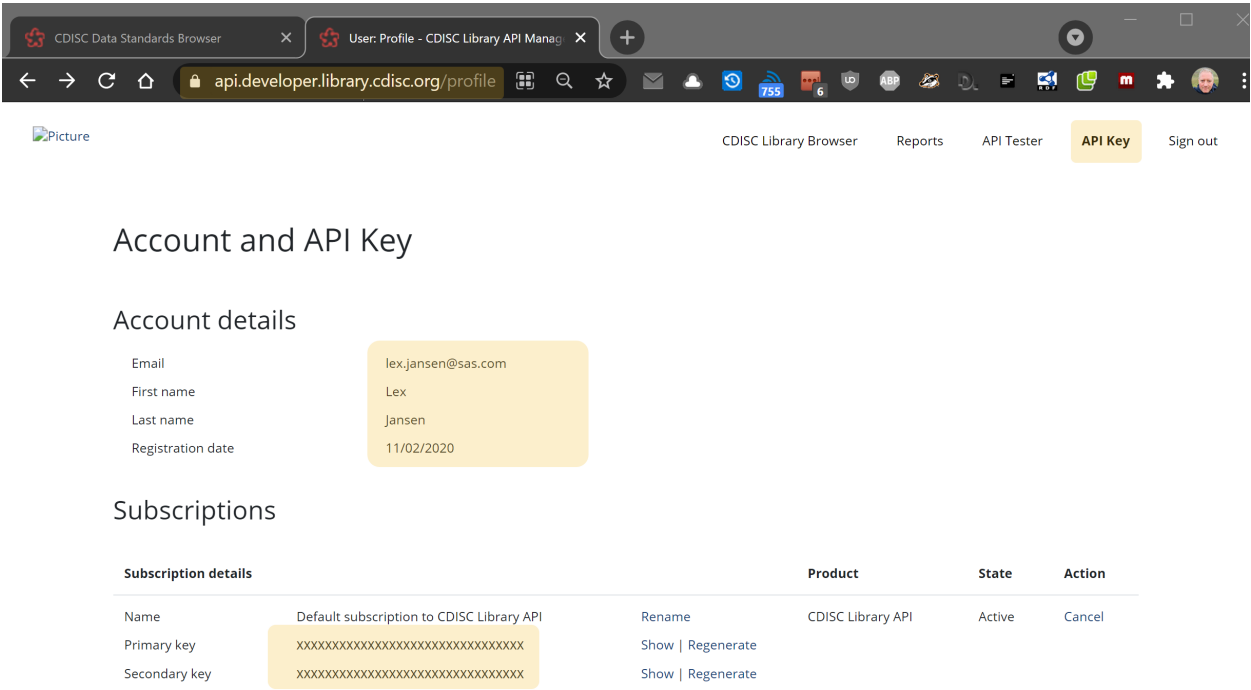 CDISC Data Standards Browser
User: Profile - CDISC Library API Manag
api.developer.library.cdisc.org/profile
755
6
ABP
RDF
m
Picture
CDISC Library Browser Reports API Tester API Key Sign out
Account and API Key
Account details
Email lex.jansen@sas.com
First name Lex
Last name Jansen
Registration date 11/02/2020
Subscriptions
Subscription details Product State Action
Name Default subscription to CDISC Library API Rename CDISC Library API Active Cancel
Primary key XXXXXXXXXXXXXXXXXXXXXXXXXXXXXXXX Show | Regenerate
Secondary key XXXXXXXXXXXXXXXXXXXXXXXXXXXXXXXX Show | Regenerate